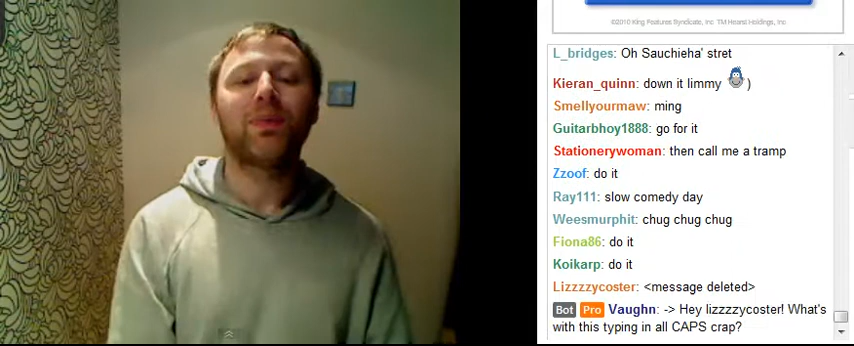 ©2010 King Features Syndicate, Inc TM Hearst Holdings, Inc
L_bridges: Oh Sauchieha' stret
Kieran_quinn: down it limmy )
Smellyourmaw: ming
Guitarbhoy1888: go for it
Stationerywoman: then call me a tramp
Zzoof: do it
Ray111: slow comedy day
Weesmurphit: chug chug chug
Fiona86: do it
Koikarp: do it
Lizzzzycoster: <message deleted>
Bot Pro Vaughn: -> Hey lizzzzycoster! What's
with this typing in all CAPS crap?